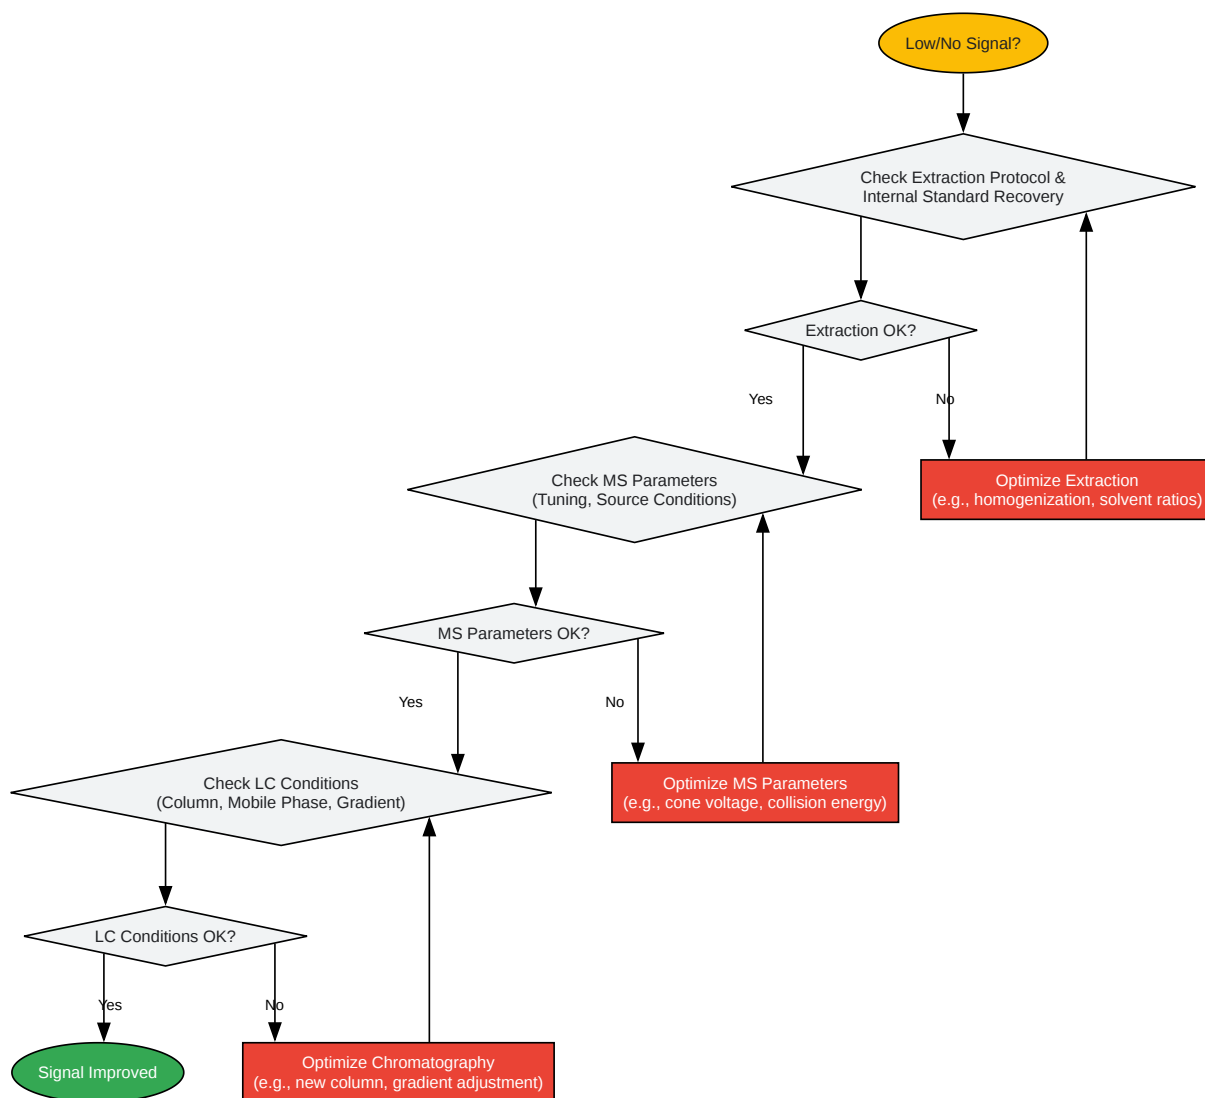 Low/No Signal?
Check Extraction Protocol &
Internal Standard Recovery
Extraction OK?
Yes
No
Check MS Parameters
(Tuning, Source Conditions)
Optimize Extraction
(e.g., homogenization, solvent ratios)
MS Parameters OK?
Yes
No
Check LC Conditions
(Column, Mobile Phase, Gradient)
Optimize MS Parameters
(e.g., cone voltage, collision energy)
LC Conditions OK?
Yes
No
Signal Improved
Optimize Chromatography
(e.g., new column, gradient adjustment)